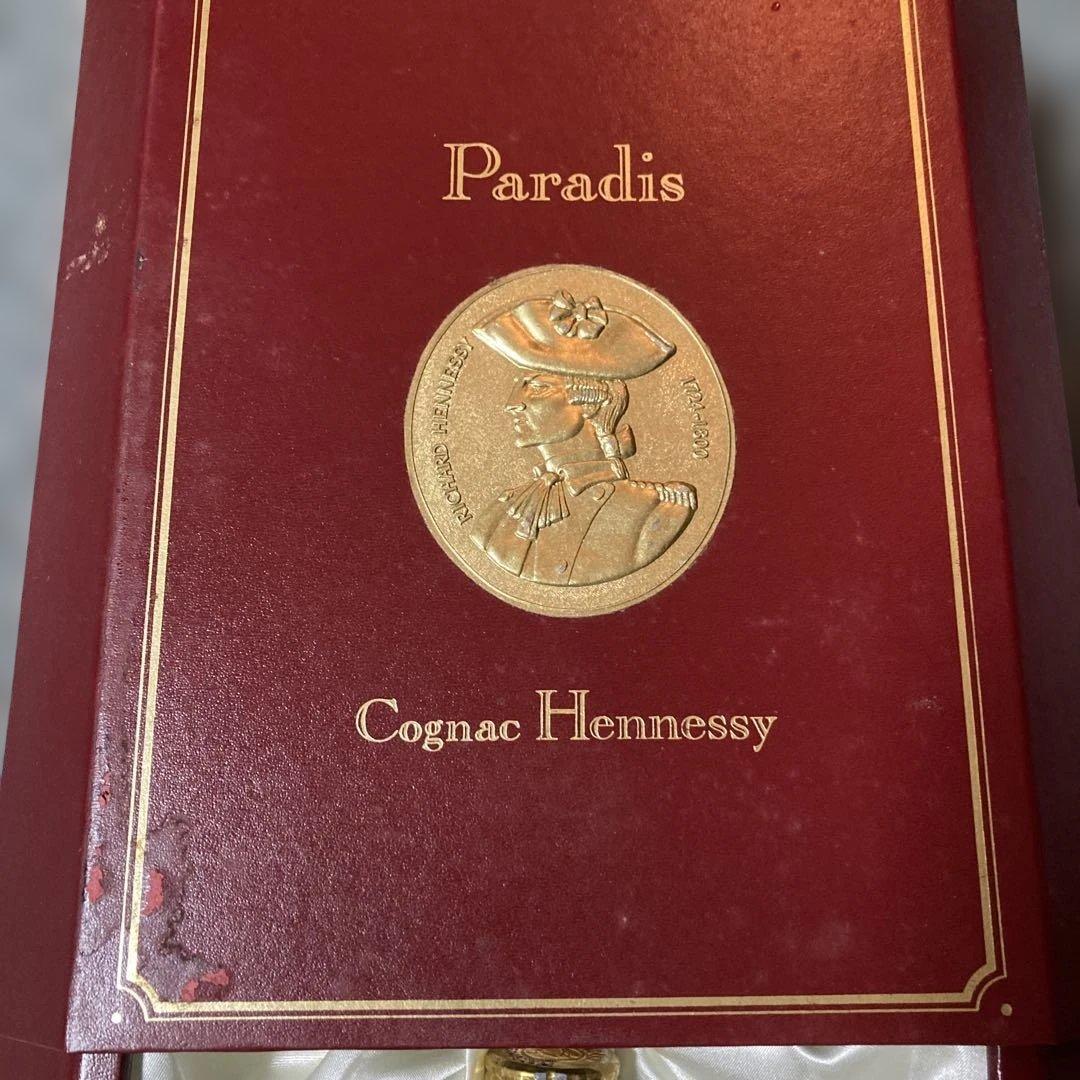 Paradis
RICHARD HENNESSY
1724-1800
Cognac Hennessy